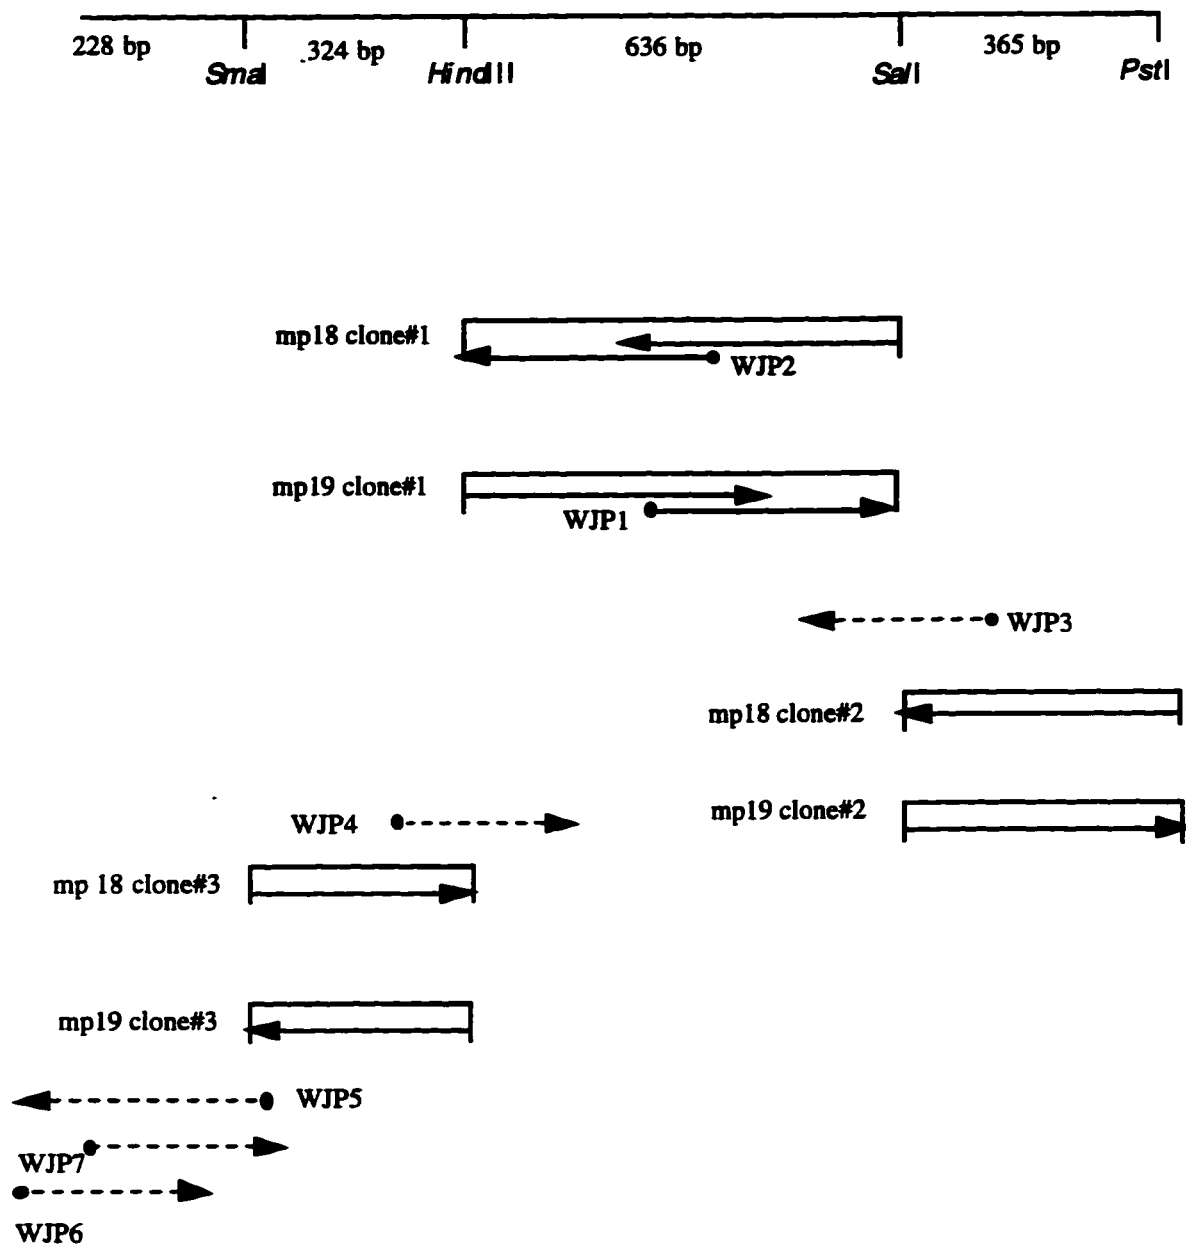 228 bp 324 bp 636 bp 365 bp
SmaI HindIII SalI PstI
mp18 clone#1
WJP2
mp19 clone#1
WJP1
WJP3
mp18 clone#2
mp19 clone#2
WJP4
mp 18 clone#3
mp19 clone#3
WJP5
WJP7
WJP6